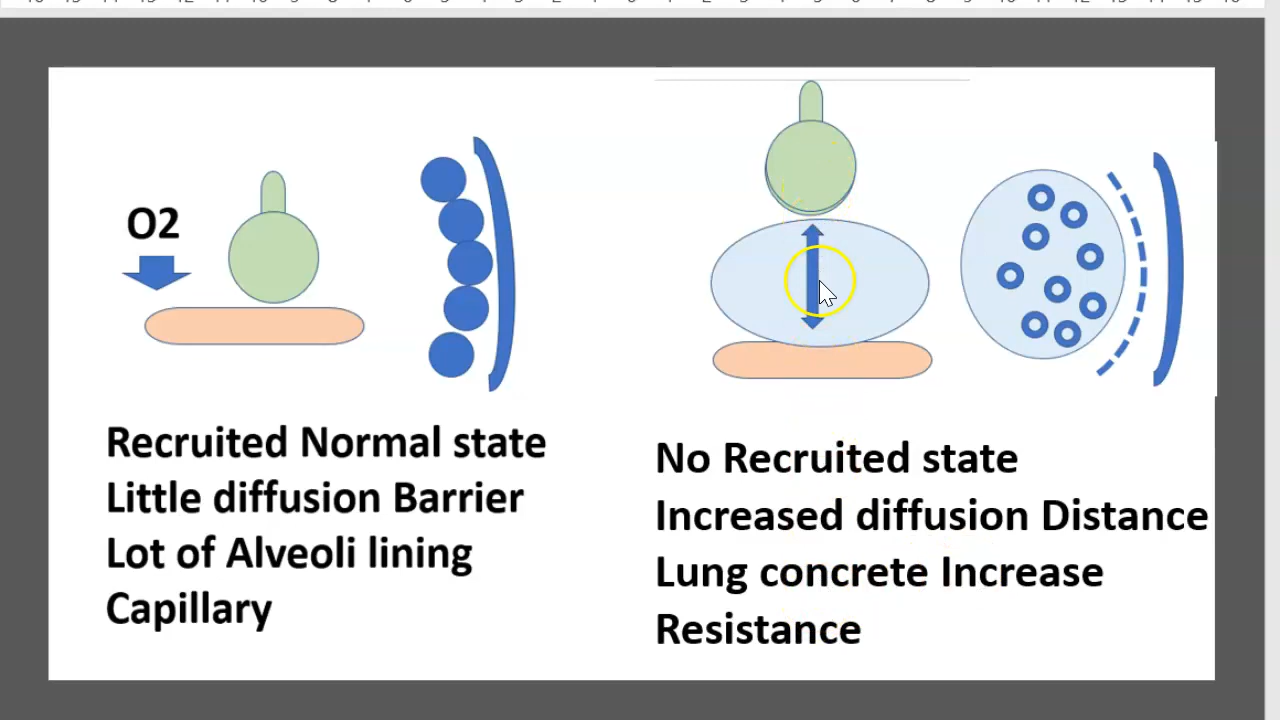 O2
Recruited Normal state
Little diffusion Barrier
Lot of Alveoli lining
Capillary
No Recruited state
Increased diffusion Distance
Lung concrete Increase
Resistance